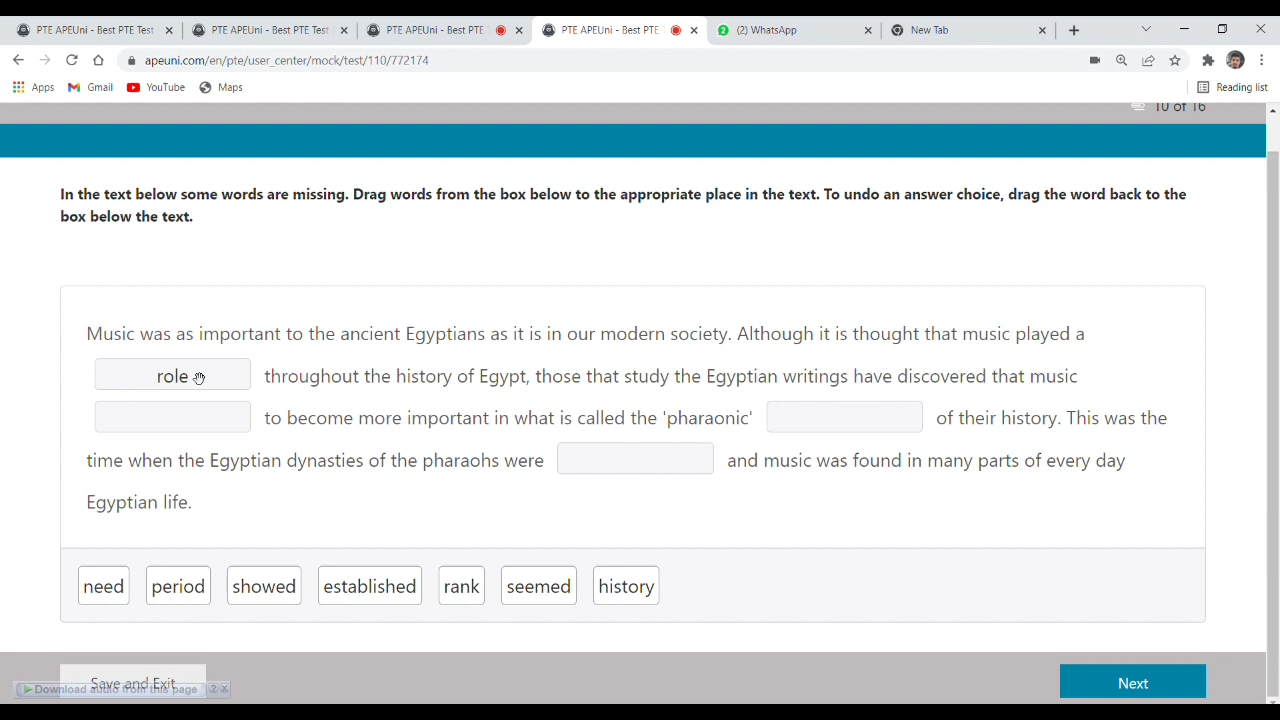 PTE APEUni - Best PTE Test PTE APEUni - Best PTE Test PTE APEUni - Best PTE PTE APEUni - Best PTE 2 (2) WhatsApp New Tab
apeuni.com/en/pte/user_center/mock/test/110/772174
Apps Gmail YouTube Maps Reading list
10 of 16
In the text below some words are missing. Drag words from the box below to the appropriate place in the text. To undo an answer choice, drag the word back to the
box below the text.
Music was as important to the ancient Egyptians as it is in our modern society. Although it is thought that music played a
role throughout the history of Egypt, those that study the Egyptian writings have discovered that music
to become more important in what is called the 'pharaonic' of their history. This was the
time when the Egyptian dynasties of the pharaohs were and music was found in many parts of every day
Egyptian life.
need period showed established rank seemed history
Save and Exit Next
Download audio from this page ? X